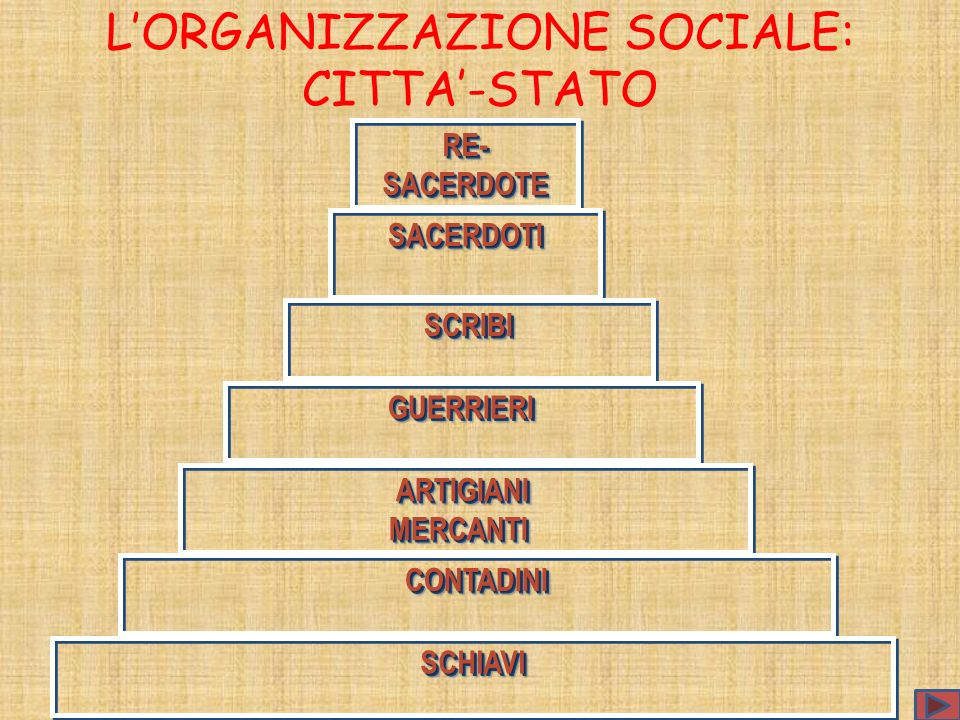 L’ORGANIZZAZIONE SOCIALE:
CITTA’-STATO
RE-
SACERDOTE
SACERDOTI
SCRIBI
GUERRIERI
ARTIGIANI
MERCANTI
CONTADINI
SCHIAVI